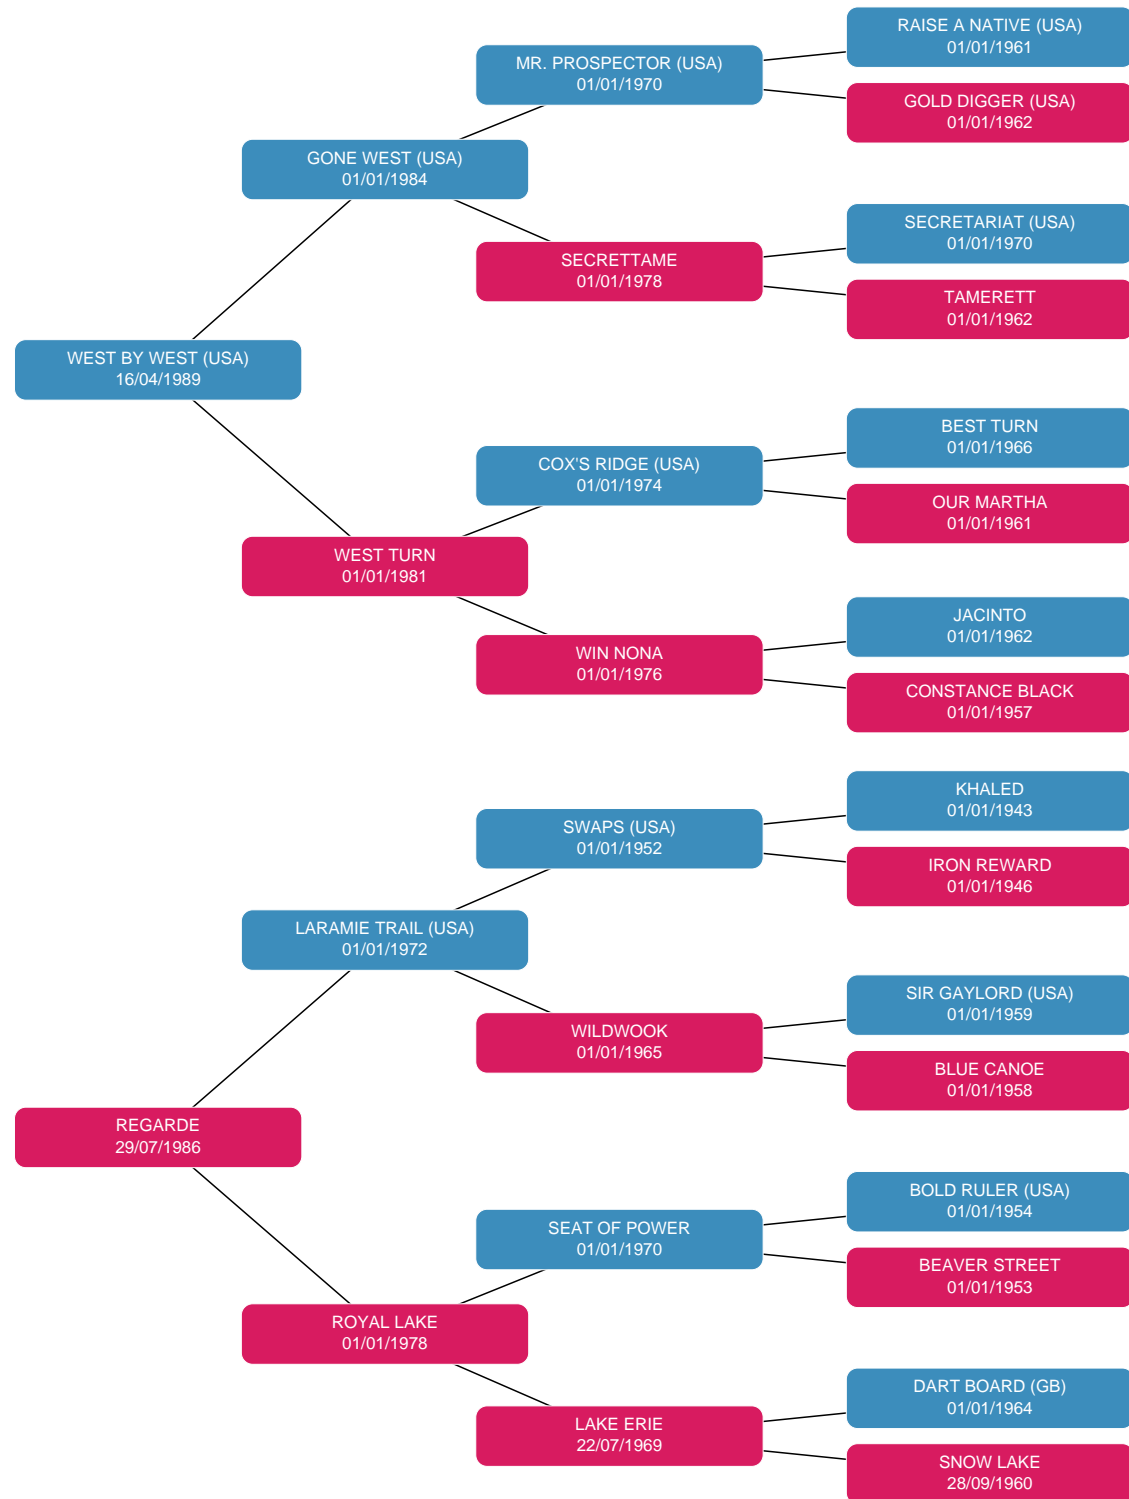 RAISE A NATIVE (USA)
01/01/1961
MR. PROSPECTOR (USA)
01/01/1970
GOLD DIGGER (USA)
01/01/1962
GONE WEST (USA)
01/01/1984
SECRETARIAT (USA)
01/01/1970
SECRETTAME
01/01/1978
TAMERETT
01/01/1962
WEST BY WEST (USA)
16/04/1989
BEST TURN
01/01/1966
COX'S RIDGE (USA)
01/01/1974
OUR MARTHA
01/01/1961
WEST TURN
01/01/1981
JACINTO
01/01/1962
WIN NONA
01/01/1976
CONSTANCE BLACK
01/01/1957
KHALED
01/01/1943
SWAPS (USA)
01/01/1952
IRON REWARD
01/01/1946
LARAMIE TRAIL (USA)
01/01/1972
SIR GAYLORD (USA)
01/01/1959
WILDWOOK
01/01/1965
BLUE CANOE
01/01/1958
REGARDE
29/07/1986
BOLD RULER (USA)
01/01/1954
SEAT OF POWER
01/01/1970
BEAVER STREET
01/01/1953
ROYAL LAKE
01/01/1978
DART BOARD (GB)
01/01/1964
LAKE ERIE
22/07/1969
SNOW LAKE
28/09/1960